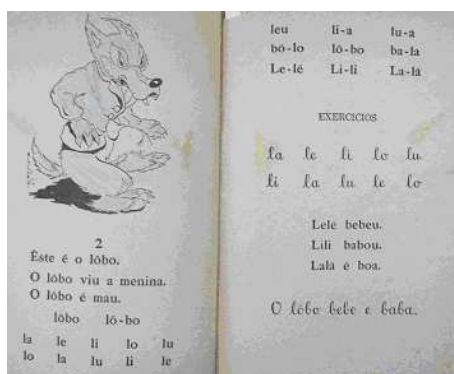 2
Êste é o lôbo.
O lôbo viu a menina.
O lôbo é mau.
lôbo lô-bo
la le li lo lu
lo la lu li le
leu li-a lu-a
bô-lo lô-bo ba-la
Le-lé Li-li La-lá
EXERCICIOS
la le li lo lu
li la lu le lo
Lelé bebeu.
Lili babou.
Lalá é boa.
O lôbo bebe e baba.